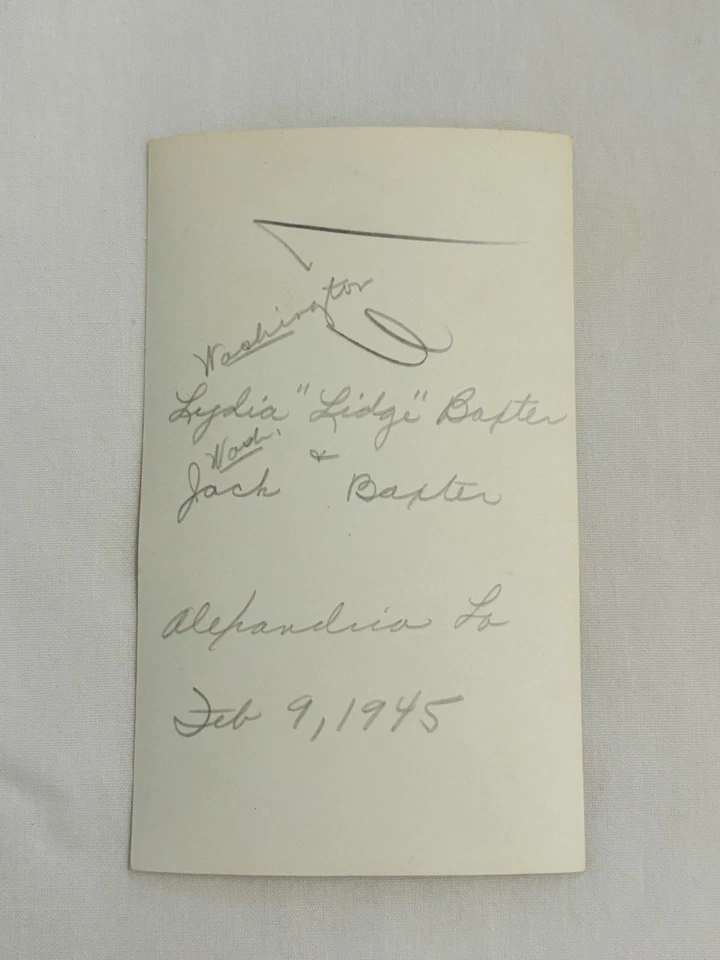 Washington
Lydia "Lidge" Baxter
Wash.
&
Jack Baxter
Alexandria La
Feb 9, 1945